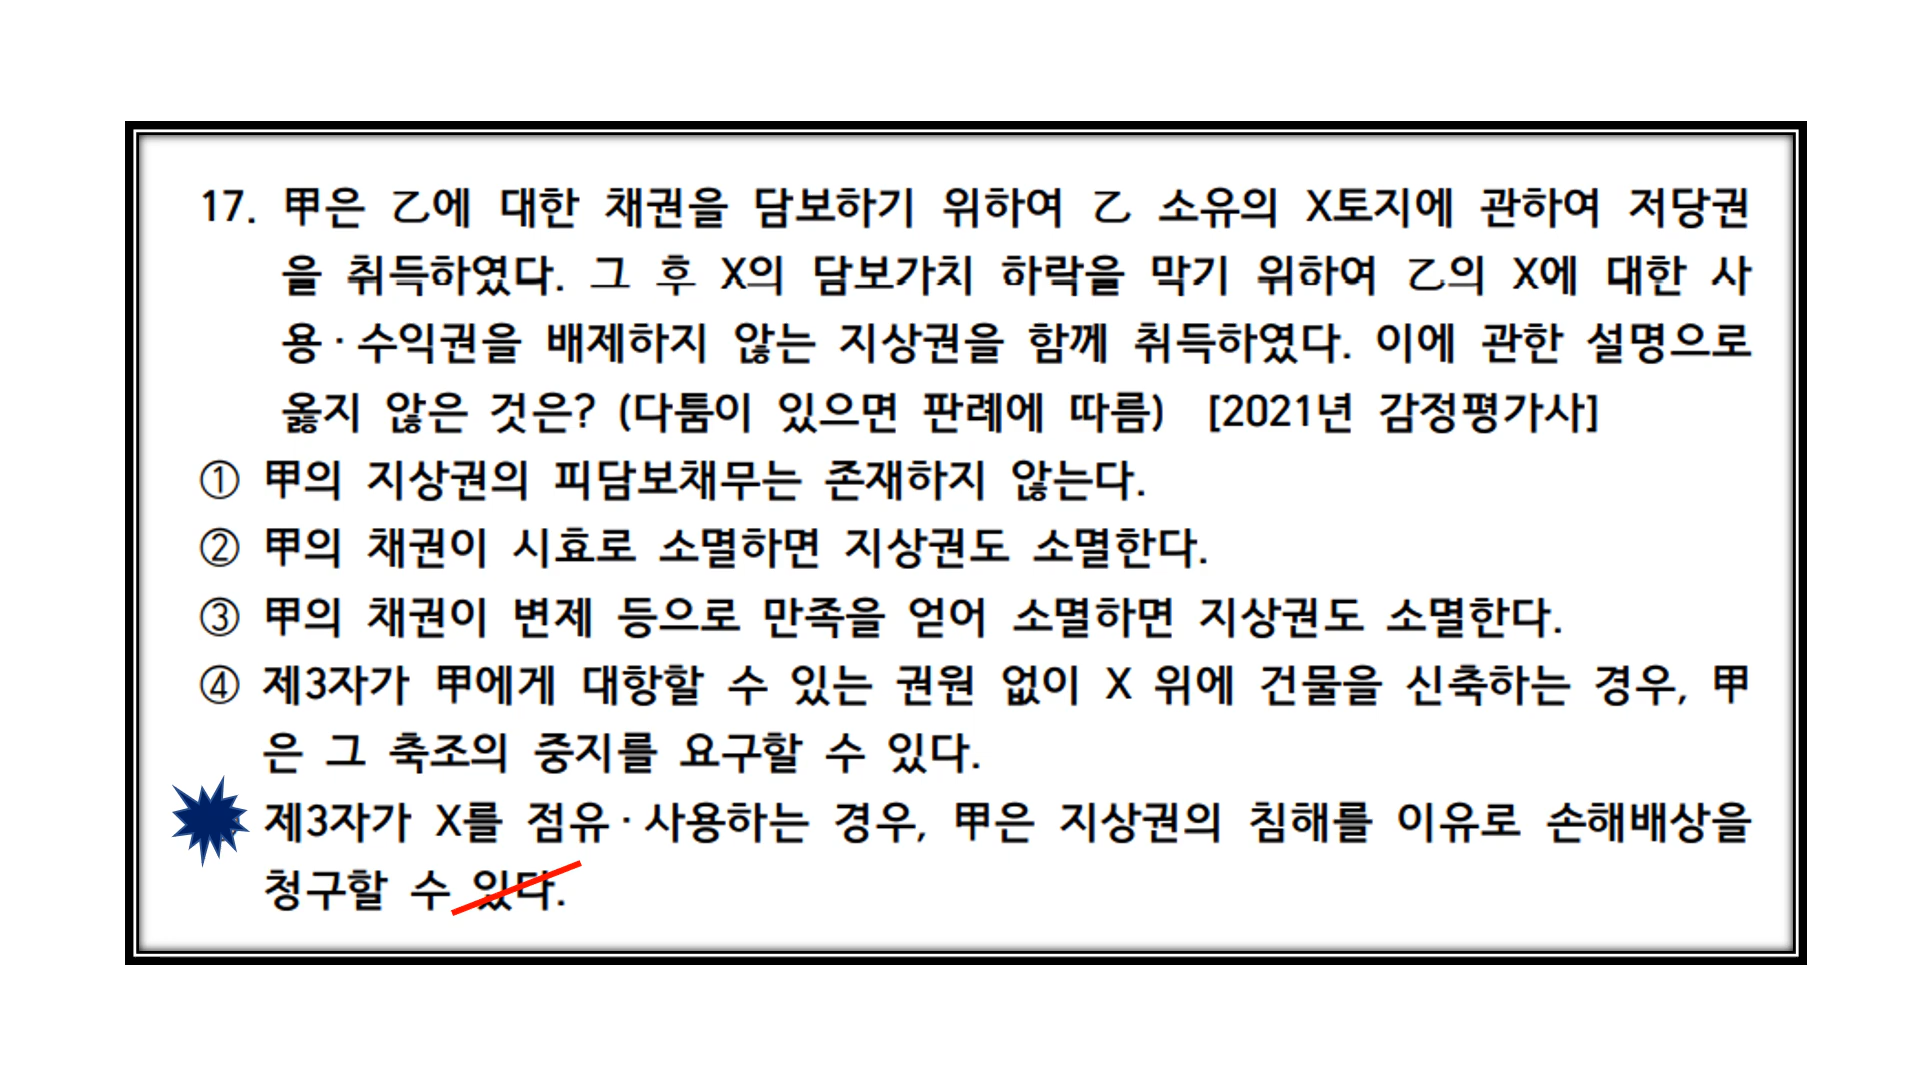 17. 甲은 乙에 대한 채권을 담보하기 위하여 乙 소유의 X토지에 관하여 저당권
을 취득하였다. 그 후 X의 담보가치 하락을 막기 위하여 乙의 X에 대한 사
용·수익권을 배제하지 않는 지상권을 함께 취득하였다. 이에 관한 설명으로
옳지 않은 것은? (다툼이 있으면 판례에 따름) [2021년 감정평가사]
① 甲의 지상권의 피담보채무는 존재하지 않는다.
② 甲의 채권이 시효로 소멸하면 지상권도 소멸한다.
③ 甲의 채권이 변제 등으로 만족을 얻어 소멸하면 지상권도 소멸한다.
④ 제3자가 甲에게 대항할 수 있는 권원 없이 X 위에 건물을 신축하는 경우, 甲
은 그 축조의 중지를 요구할 수 있다.
제3자가 X를 점유·사용하는 경우, 甲은 지상권의 침해를 이유로 손해배상을
청구할 수 있다.